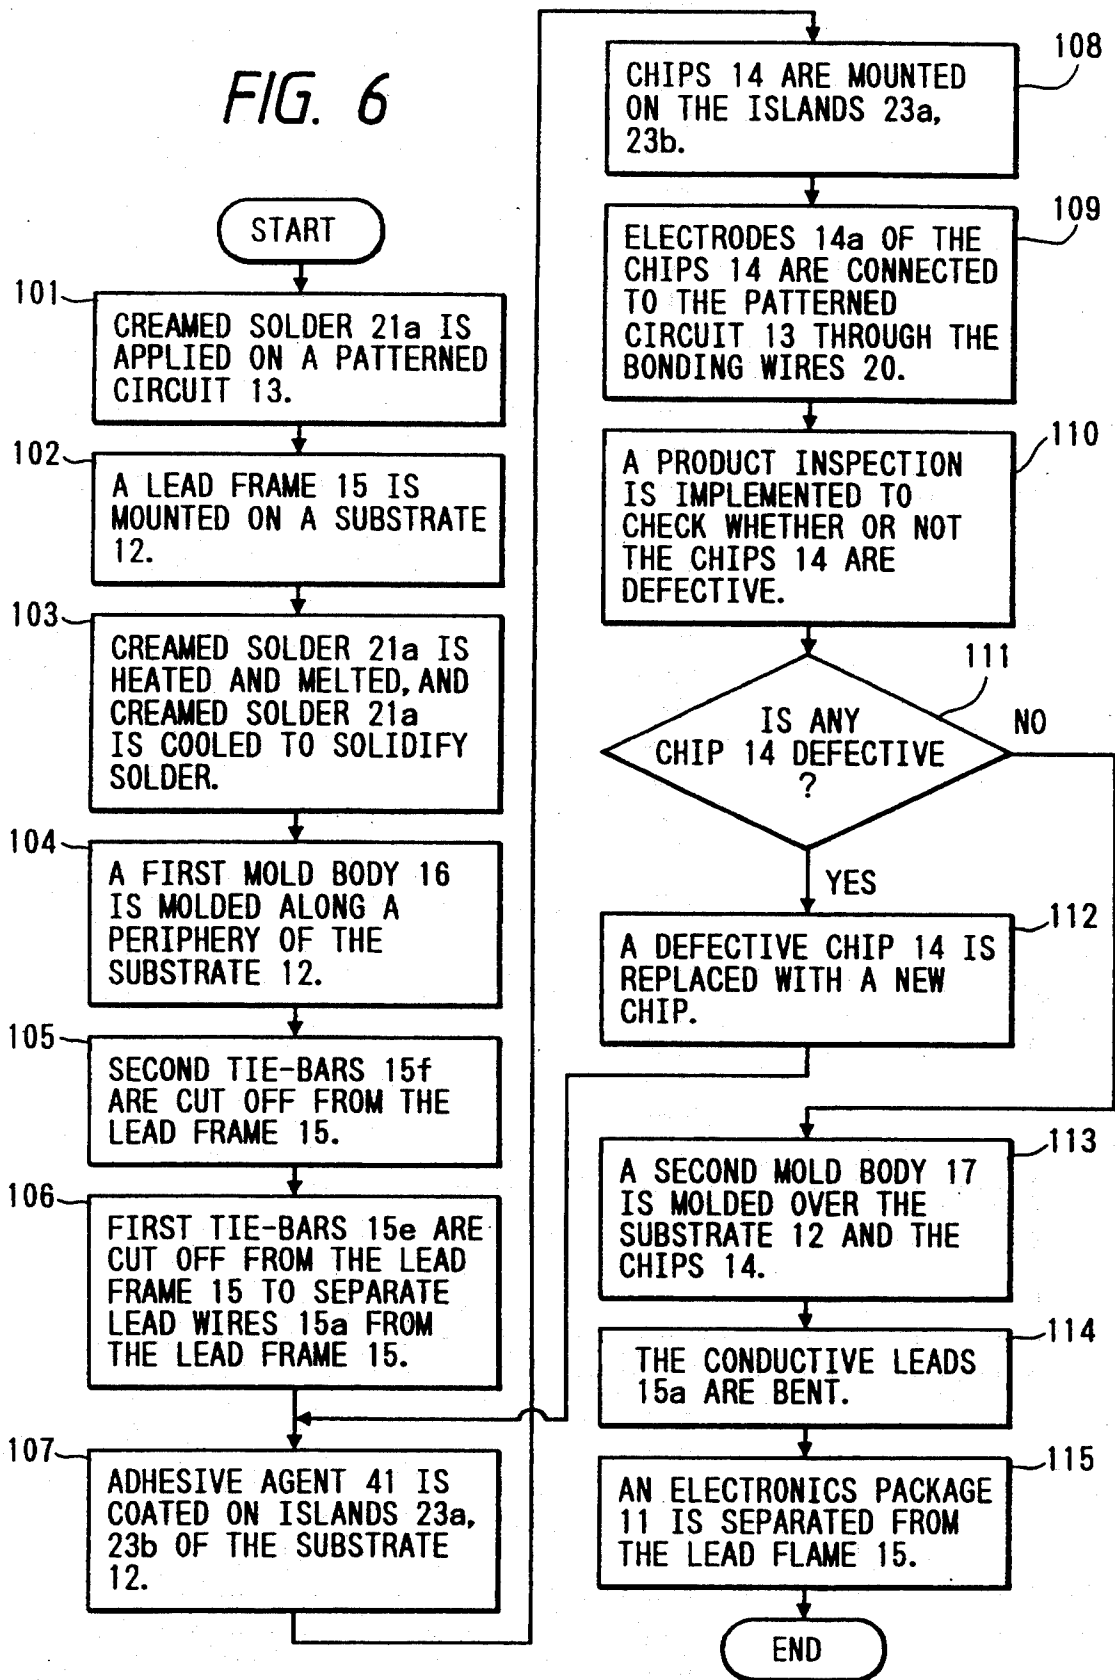 FIG. 6
START
101
CREAMED SOLDER 21a IS
APPLIED ON A PATTERNED
CIRCUIT 13.
102
A LEAD FRAME 15 IS
MOUNTED ON A SUBSTRATE
12.
103
CREAMED SOLDER 21a IS
HEATED AND MELTED, AND
CREAMED SOLDER 21a
IS COOLED TO SOLIDIFY
SOLDER.
104
A FIRST MOLD BODY 16
IS MOLDED ALONG A
PERIPHERY OF THE
SUBSTRATE 12.
105
SECOND TIE-BARS 15f
ARE CUT OFF FROM THE
LEAD FRAME 15.
106
FIRST TIE-BARS 15e ARE
CUT OFF FROM THE LEAD
FRAME 15 TO SEPARATE
LEAD WIRES 15a FROM
THE LEAD FRAME 15.
107
ADHESIVE AGENT 41 IS
COATED ON ISLANDS 23a,
23b OF THE SUBSTRATE
12.
108
CHIPS 14 ARE MOUNTED
ON THE ISLANDS 23a,
23b.
109
ELECTRODES 14a OF THE
CHIPS 14 ARE CONNECTED
TO THE PATTERNED
CIRCUIT 13 THROUGH THE
BONDING WIRES 20.
110
A PRODUCT INSPECTION
IS IMPLEMENTED TO
CHECK WHETHER OR NOT
THE CHIPS 14 ARE
DEFECTIVE.
111
IS ANY
CHIP 14 DEFECTIVE
?
NO
YES
112
A DEFECTIVE CHIP 14 IS
REPLACED WITH A NEW
CHIP.
113
A SECOND MOLD BODY 17
IS MOLDED OVER THE
SUBSTRATE 12 AND THE
CHIPS 14.
114
THE CONDUCTIVE LEADS
15a ARE BENT.
115
AN ELECTRONICS PACKAGE
11 IS SEPARATED FROM
THE LEAD FLAME 15.
END